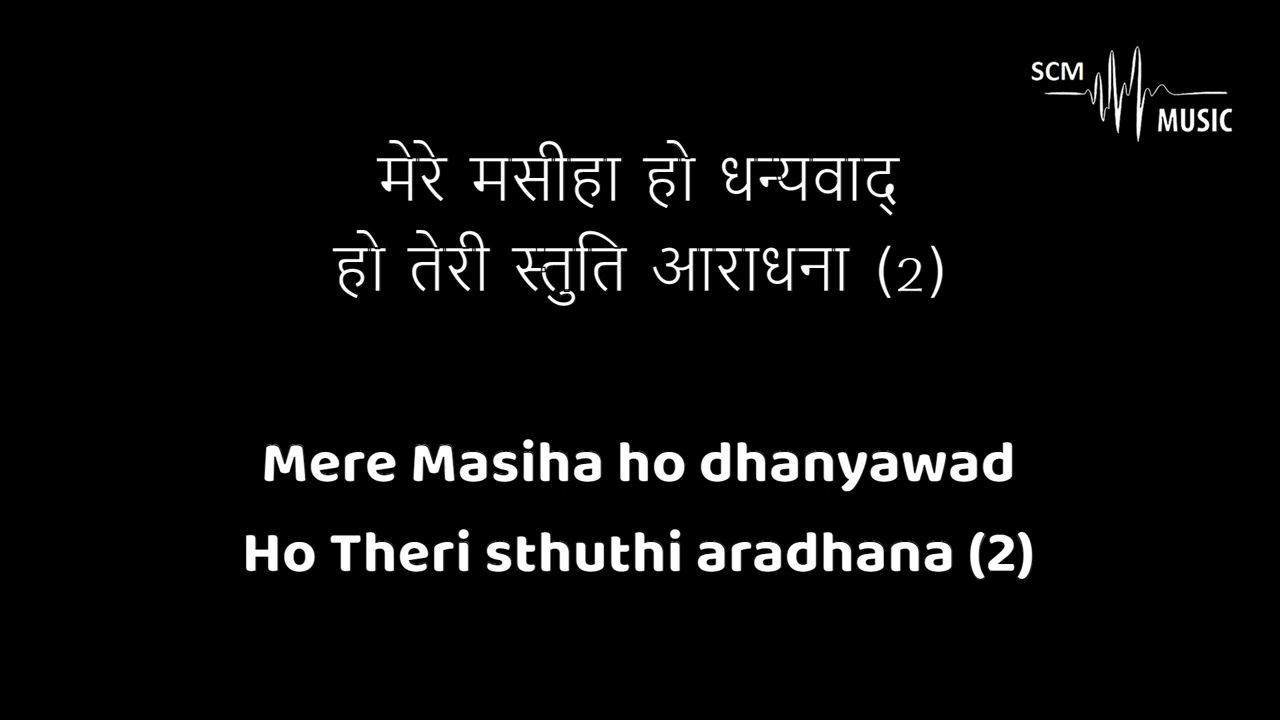 SCM
MUSIC
मेरे मसीहा हो धन्यवाद्
हो तेरी स्तुति आराधना (2)
Mere Masiha ho dhanyawad
Ho Theri sthuthi aradhana (2)